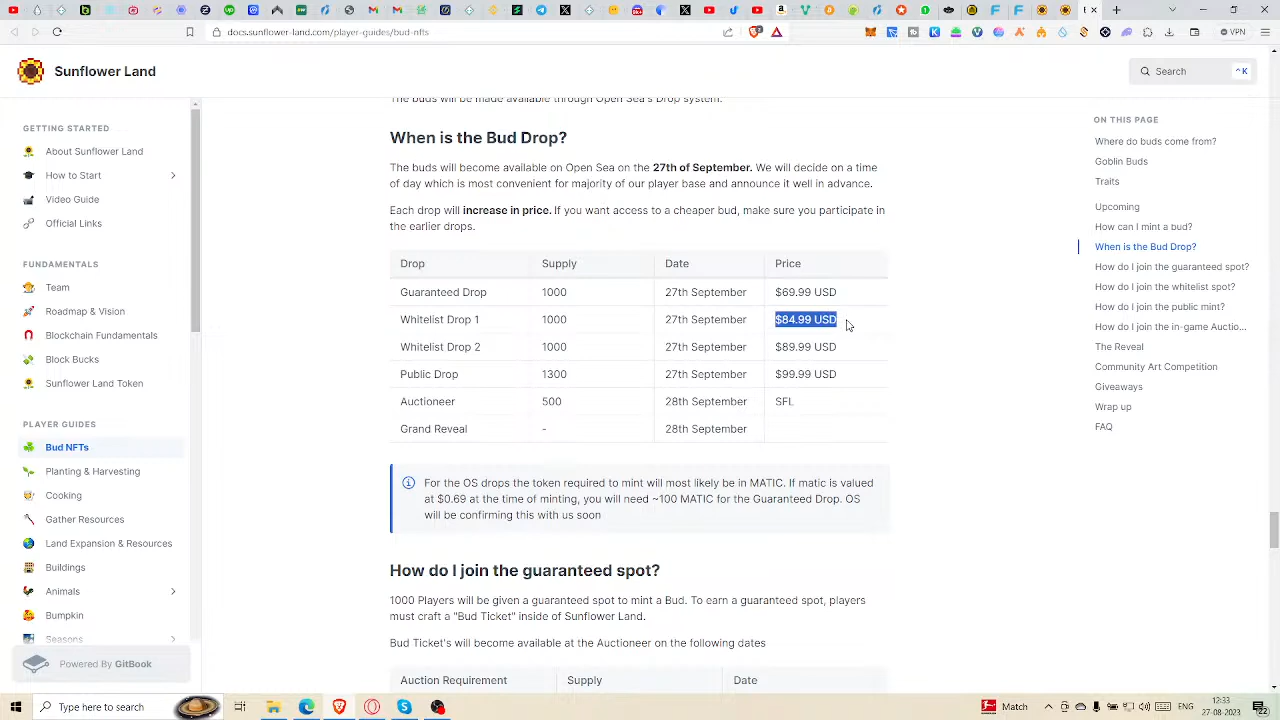 docs.sunflower-land.com/player-guides/bud-nfts
VPN
Sunflower Land
Search
^K
GETTING STARTED
About Sunflower Land
How to Start
Video Guide
Official Links
FUNDAMENTALS
Team
Roadmap & Vision
Blockchain Fundamentals
Block Bucks
Sunflower Land Token
PLAYER GUIDES
Bud NFTs
Planting & Harvesting
Cooking
Gather Resources
Land Expansion & Resources
Buildings
Animals
Bumpkin
Seasons
Powered By GitBook
The buds will be made available through Open Sea's Drop system.
When is the Bud Drop?
The buds will become available on Open Sea on the 27th of September. We will decide on a time
of day which is most convenient for majority of our player base and announce it well in advance.
Each drop will increase in price. If you want access to a cheaper bud, make sure you participate in
the earlier drops.
Drop Supply Date Price
Guaranteed Drop 1000 27th September $69.99 USD
Whitelist Drop 1 1000 27th September $84.99 USD
Whitelist Drop 2 1000 27th September $89.99 USD
Public Drop 1300 27th September $99.99 USD
Auctioneer 500 28th September SFL
Grand Reveal - 28th September
For the OS drops the token required to mint will most likely be in MATIC. If matic is valued
at $0.69 at the time of minting, you will need ~100 MATIC for the Guaranteed Drop. OS
will be confirming this with us soon
How do I join the guaranteed spot?
1000 Players will be given a guaranteed spot to mint a Bud. To earn a guaranteed spot, players
must craft a "Bud Ticket" inside of Sunflower Land.
Bud Ticket's will become available at the Auctioneer on the following dates
Auction Requirement Supply Date
ON THIS PAGE
Where do buds come from?
Goblin Buds
Traits
Upcoming
How can I mint a bud?
When is the Bud Drop?
How do I join the guaranteed spot?
How do I join the whitelist spot?
How do I join the public mint?
How do I join the in-game Auctio...
The Reveal
Community Art Competition
Giveaways
Wrap up
FAQ
Type here to search
Match
ENG
12:33
27-08-2023
22